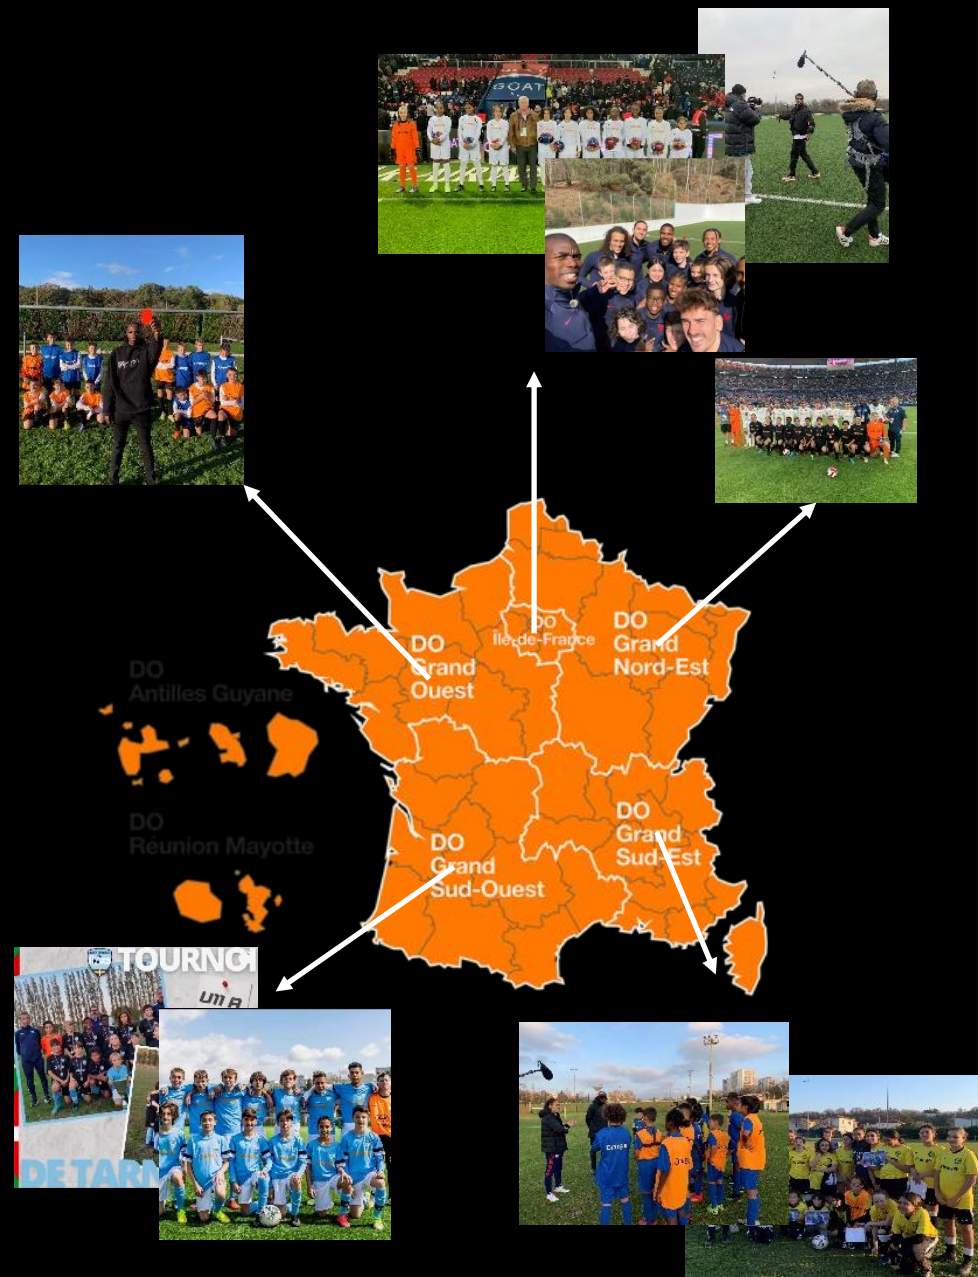 GOAT
DO
Île-de-France
DO
Grand
Nord-Est
DO
Grand
Ouest
DO
Antilles Guyane
DO
Réunion Mayotte
DO
Grand
Sud-Est
DO
Grand
Sud-Ouest
TOURNOI
U11 A
DE TARN